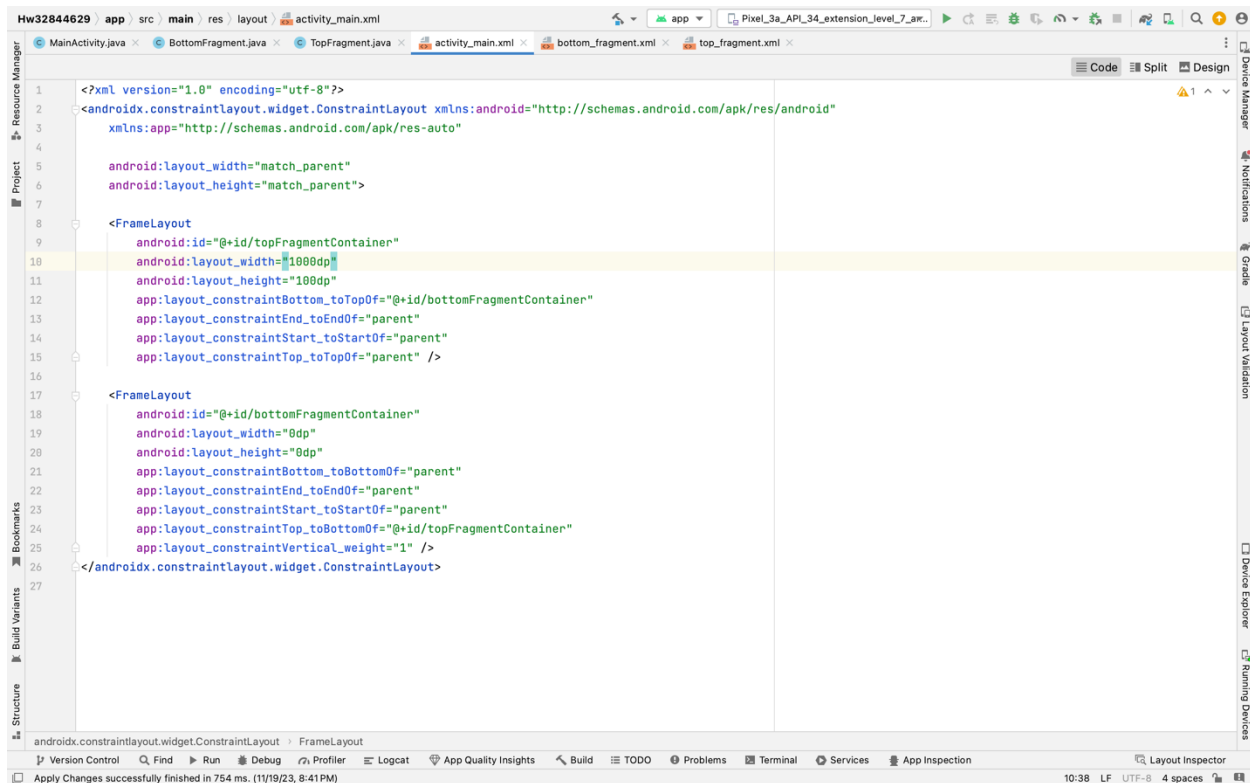 Hw32844629 〉 app 〉 src 〉 main 〉 res 〉 layout 〉 activity_main.xml
app
Pixel_3a_API_34_extension_level_7_ar..
MainActivity.java
BottomFragment.java
TopFragment.java
activity_main.xml
bottom_fragment.xml
top_fragment.xml
Code
Split
Design
1 <?xml version="1.0" encoding="utf-8"?>
2 <androidx.constraintlayout.widget.ConstraintLayout xmlns:android="http://schemas.android.com/apk/res/android"
3     xmlns:app="http://schemas.android.com/apk/res-auto"
4
5     android:layout_width="match_parent"
6     android:layout_height="match_parent">
7
8     <FrameLayout
9         android:id="@+id/topFragmentContainer"
10         android:layout_width="1000dp"
11         android:layout_height="100dp"
12         app:layout_constraintBottom_toTopOf="@+id/bottomFragmentContainer"
13         app:layout_constraintEnd_toEndOf="parent"
14         app:layout_constraintStart_toStartOf="parent"
15         app:layout_constraintTop_toTopOf="parent" />
16
17     <FrameLayout
18         android:id="@+id/bottomFragmentContainer"
19         android:layout_width="0dp"
20         android:layout_height="0dp"
21         app:layout_constraintBottom_toBottomOf="parent"
22         app:layout_constraintEnd_toEndOf="parent"
23         app:layout_constraintStart_toStartOf="parent"
24         app:layout_constraintTop_toBottomOf="@+id/topFragmentContainer"
25         app:layout_constraintVertical_weight="1" />
26 </androidx.constraintlayout.widget.ConstraintLayout>
27
1
Resource Manager
Project
Bookmarks
Build Variants
Structure
Device Manager
Notifications
Gradle
Layout Validation
Device Explorer
Running Devices
androidx.constraintlayout.widget.ConstraintLayout › FrameLayout
Version Control
Find
Run
Debug
Profiler
Logcat
App Quality Insights
Build
TODO
Problems
Terminal
Services
App Inspection
Layout Inspector
Apply Changes successfully finished in 754 ms. (11/19/23, 8:41 PM)
10:38 LF UTF-8 4 spaces